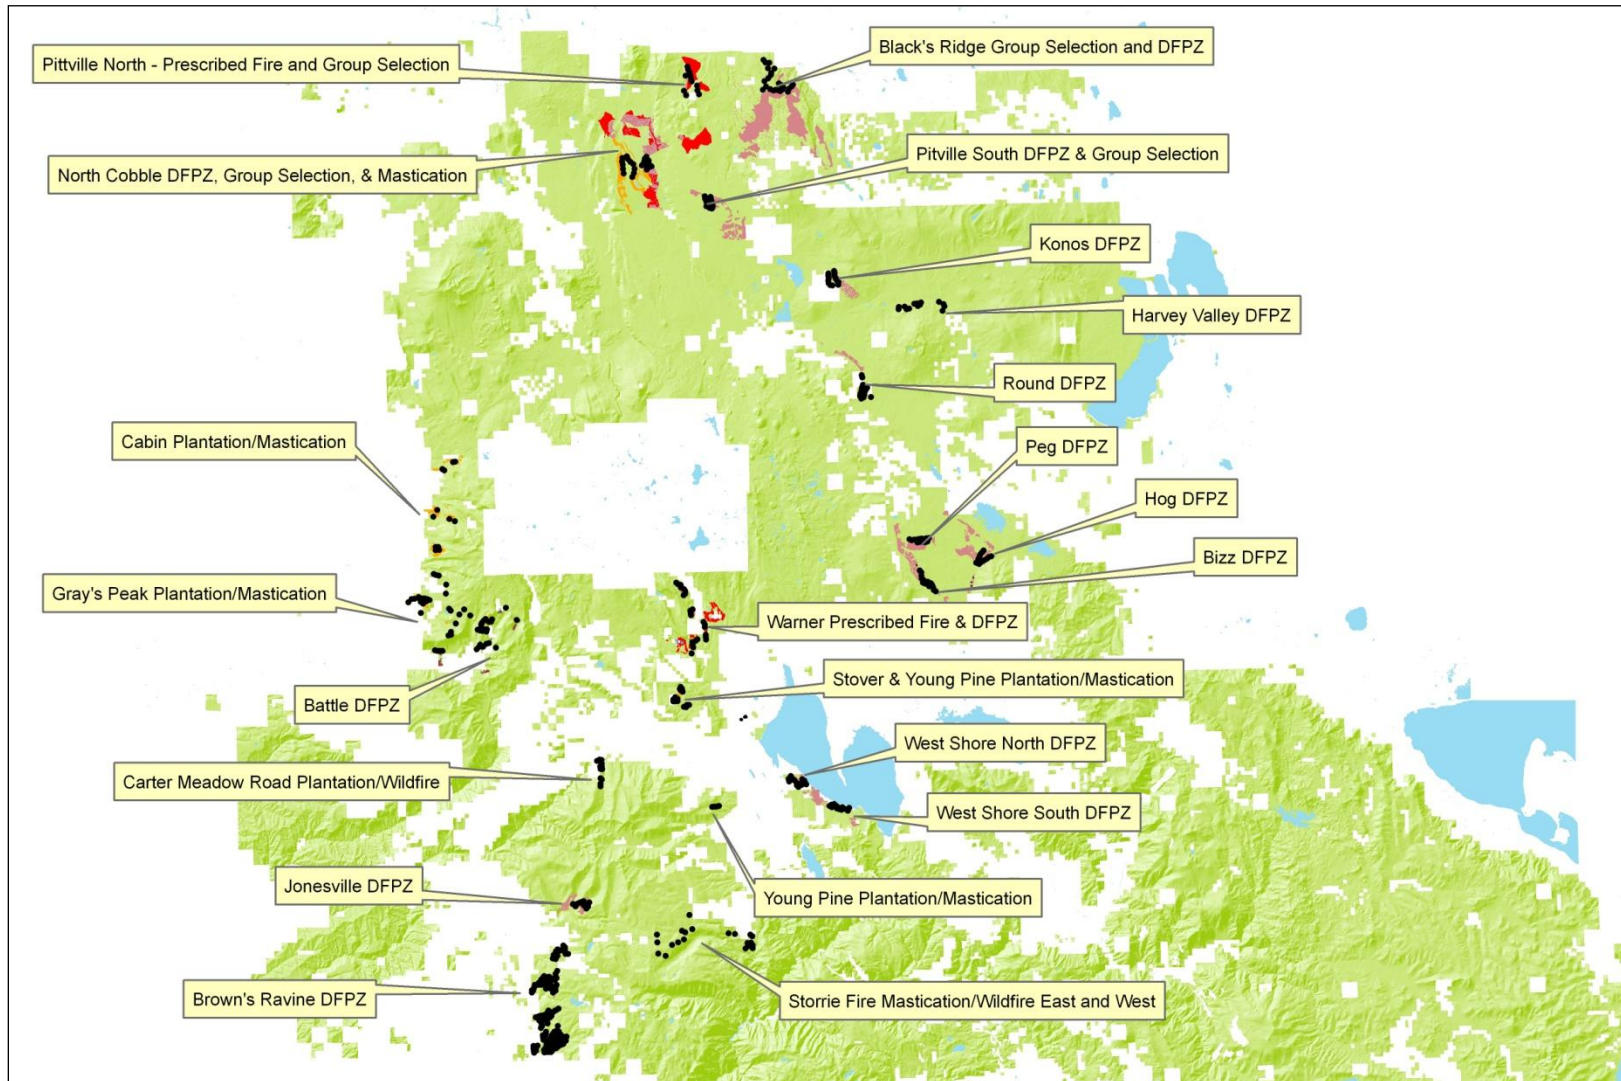 Black's Ridge Group Selection and DFPZ
Pittville North - Prescribed Fire and Group Selection
Pitville South DFPZ & Group Selection
North Cobble DFPZ, Group Selection, & Mastication
Konos DFPZ
Harvey Valley DFPZ
Round DFPZ
Cabin Plantation/Mastication
Peg DFPZ
Hog DFPZ
Bizz DFPZ
Gray's Peak Plantation/Mastication
Warner Prescribed Fire & DFPZ
Stover & Young Pine Plantation/Mastication
Battle DFPZ
West Shore North DFPZ
Carter Meadow Road Plantation/Wildfire
West Shore South DFPZ
Jonesville DFPZ
Young Pine Plantation/Mastication
Brown's Ravine DFPZ
Storrie Fire Mastication/Wildfire East and West